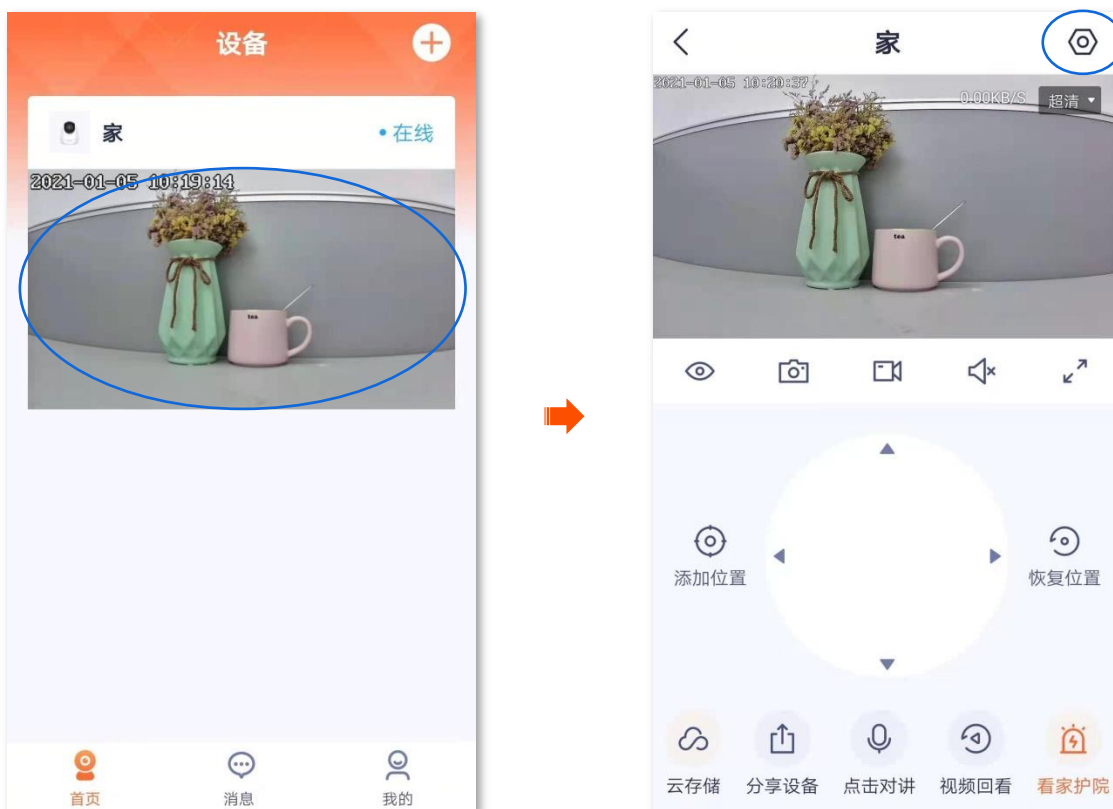 设备
家
在线
2021-01-05 10:19:14
tea
首页
消息
我的
家
2021-01-05 10:20:37
0.00KB/S
超清
tea
添加位置
恢复位置
云存储
分享设备
点击对讲
视频回看
看家护院